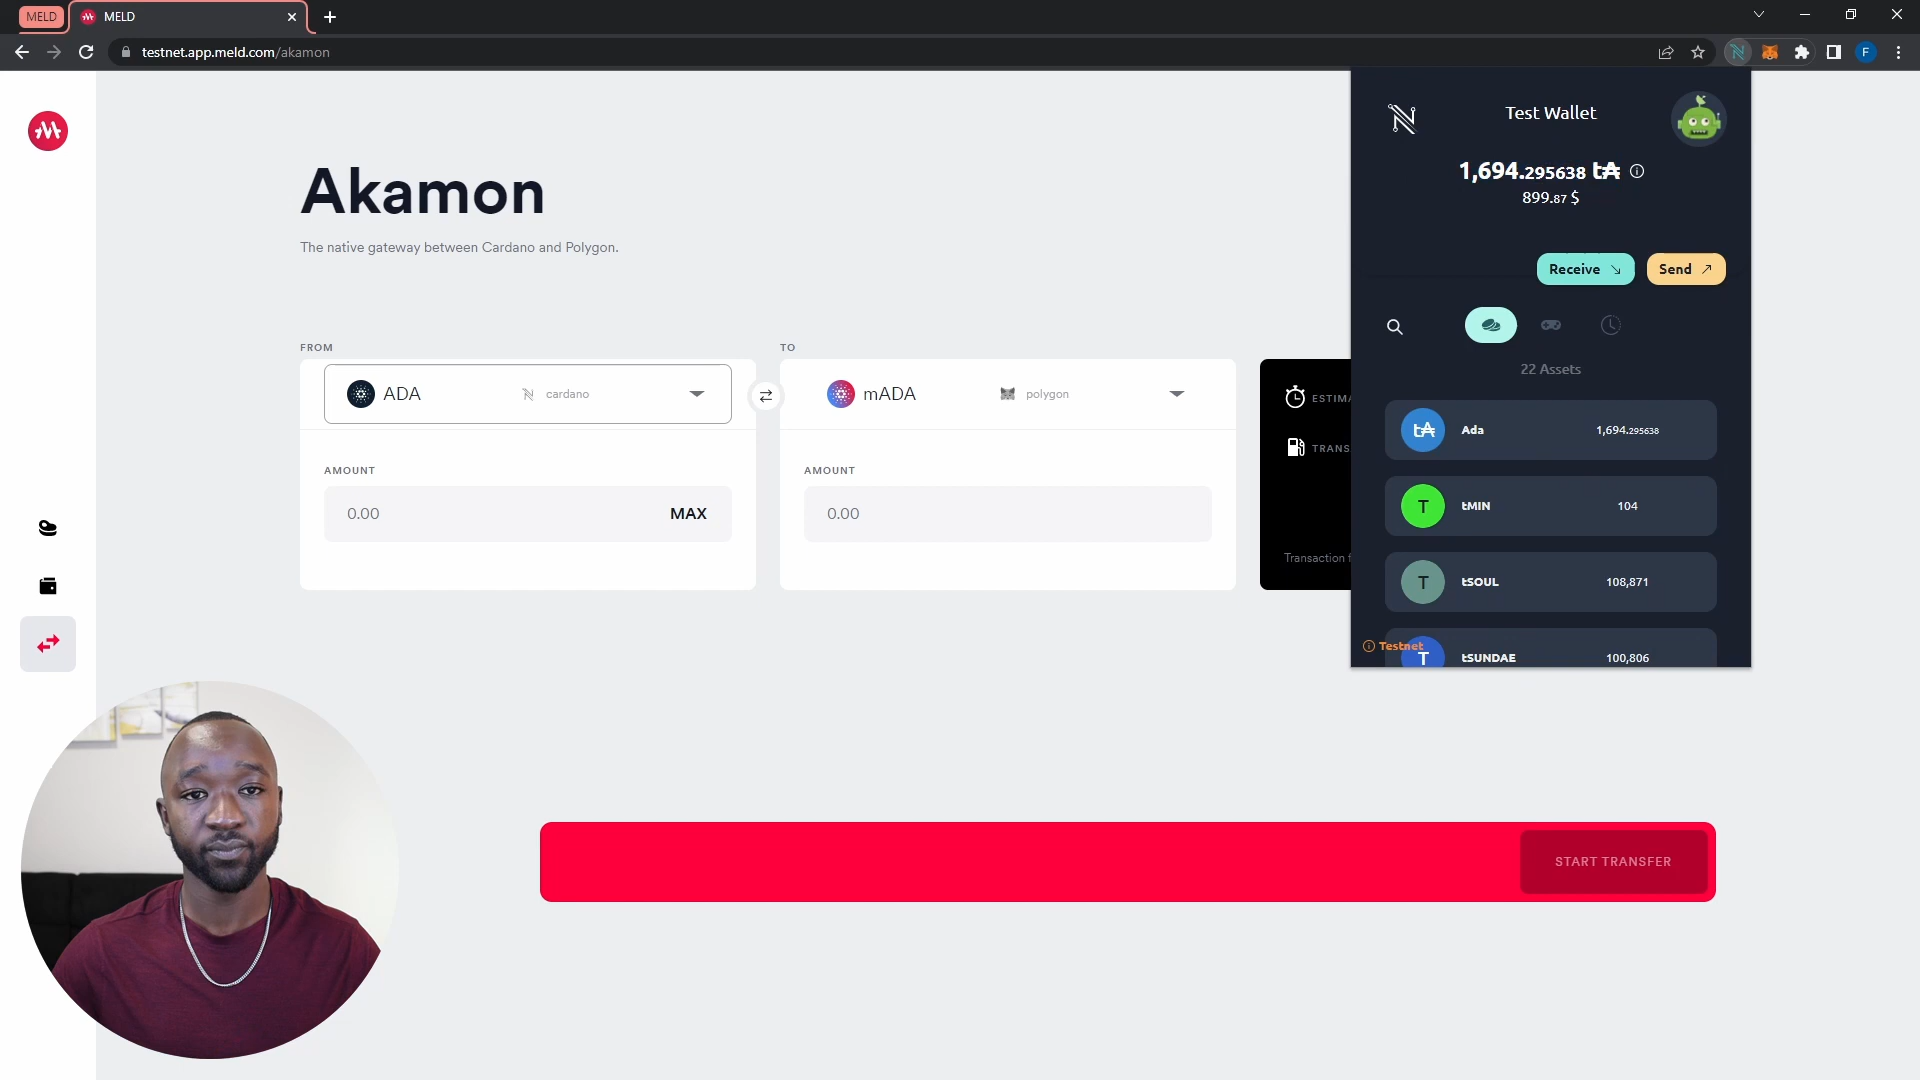 MELD
MELD
testnet.app.meld.com/akamon
F
Test Wallet
1,694.295638 t₳
899.87 $
Akamon
The native gateway between Cardano and Polygon.
Receive
Send
FROM
TO
ADA
cardano
mADA
polygon
22 Assets
t₳
Ada
1,694.295638
AMOUNT
0.00
MAX
AMOUNT
0.00
T
tMIN
104
T
tSOUL
108,871
Transaction
Testnet
T
tSUNDAE
100,806
START TRANSFER